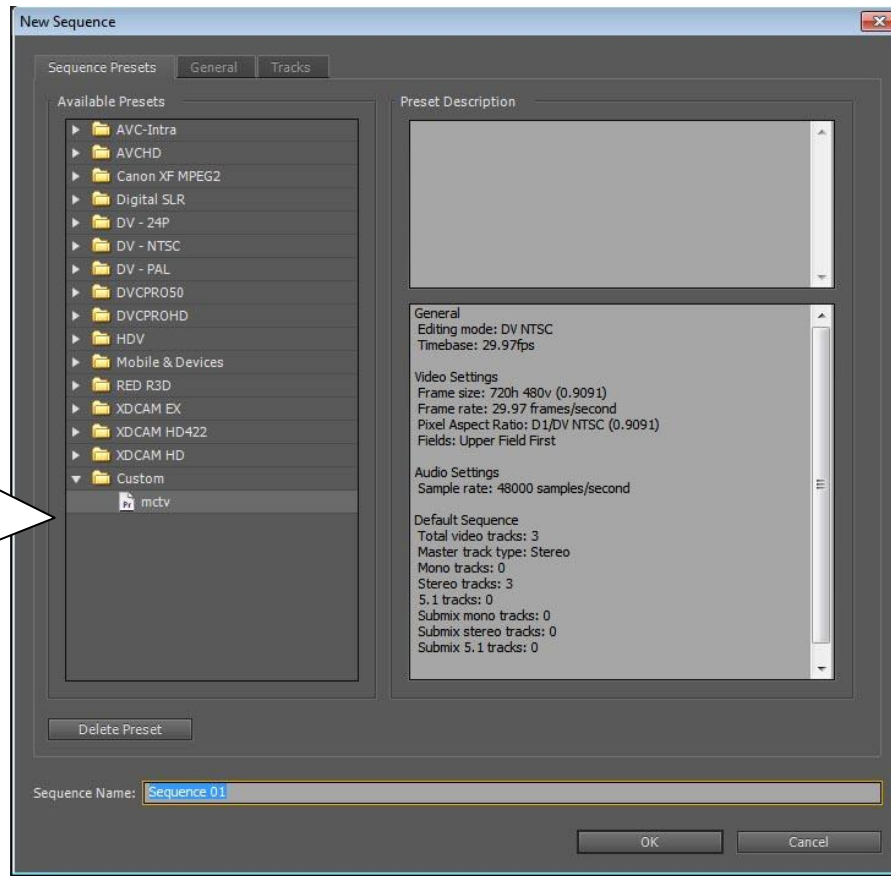 New Sequence
Sequence Presets
General
Tracks
Available Presets
AVC-Intra
AVCHD
Canon XF MPEG2
Digital SLR
DV - 24P
DV - NTSC
DV - PAL
DVCPRO50
DVCPROHD
HDV
Mobile & Devices
RED R3D
XDCAM EX
XDCAM HD422
XDCAM HD
Custom
Pr mctv
Preset Description
General
Editing mode: DV NTSC
Timebase: 29.97fps
Video Settings
Frame size: 720h 480v (0.9091)
Frame rate: 29.97 frames/second
Pixel Aspect Ratio: D1/DV NTSC (0.9091)
Fields: Upper Field First
Audio Settings
Sample rate: 48000 samples/second
Default Sequence
Total video tracks: 3
Master track type: Stereo
Mono tracks: 0
Stereo tracks: 3
5.1 tracks: 0
Submix mono tracks: 0
Submix stereo tracks: 0
Submix 5.1 tracks: 0
Delete Preset
Sequence Name: Sequence 01
OK
Cancel